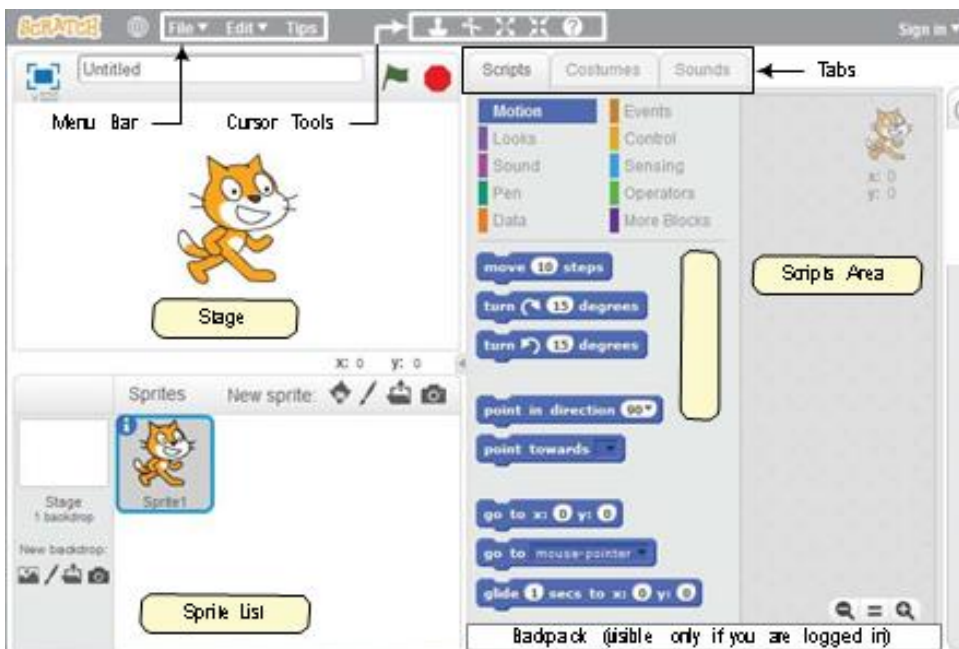 SCRATCH File Edit Tips Sign in
Untitled
Scripts Costumes Sounds
Tabs
Menu Bar
Cursor Tools
Motion
Looks
Sound
Pen
Data
Events
Control
Sensing
Operators
More Blocks
x: 0
y: 0
move 10 steps
turn 15 degrees
turn 15 degrees
point in direction 90
point towards
go to x: 0 y: 0
go to mouse-pointer
glide 1 secs to x: 0 y: 0
Scripts Area
Stage
x: 0 y: 0
Sprites New sprite:
Sprite1
Stage
1 backdrop
New backdrop:
Sprite List
Backpack (visible only if you are logged in)